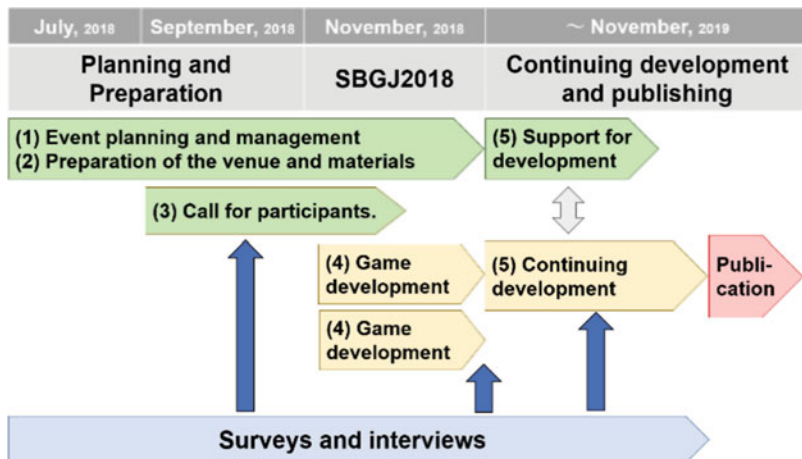 July, 2018
September, 2018
November, 2018
~ November, 2019
Planning and
Preparation
SBGJ2018
Continuing development
and publishing
(1) Event planning and management
(2) Preparation of the venue and materials
(5) Support for
development
(3) Call for participants.
(4) Game
development
(5) Continuing
development
Publi-
cation
(4) Game
development
Surveys and interviews